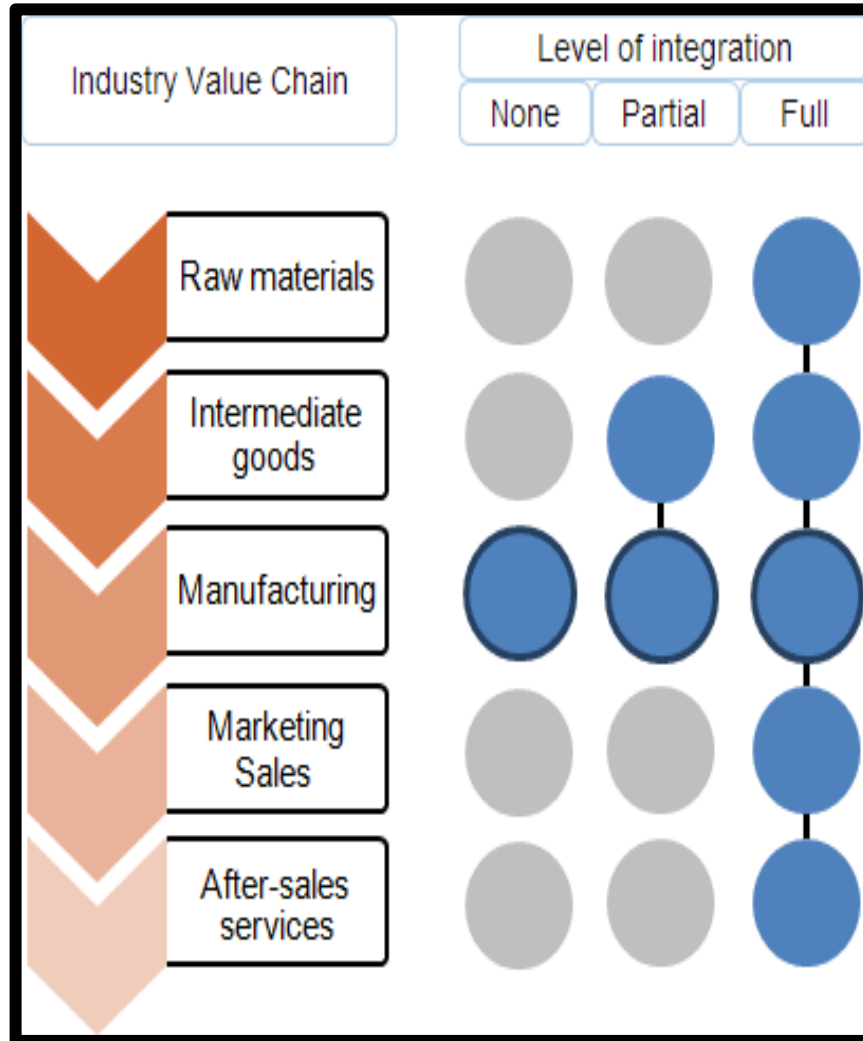 Industry Value Chain
Level of integration
None
Partial
Full
Raw materials
Intermediate
goods
Manufacturing
Marketing
Sales
After-sales
services